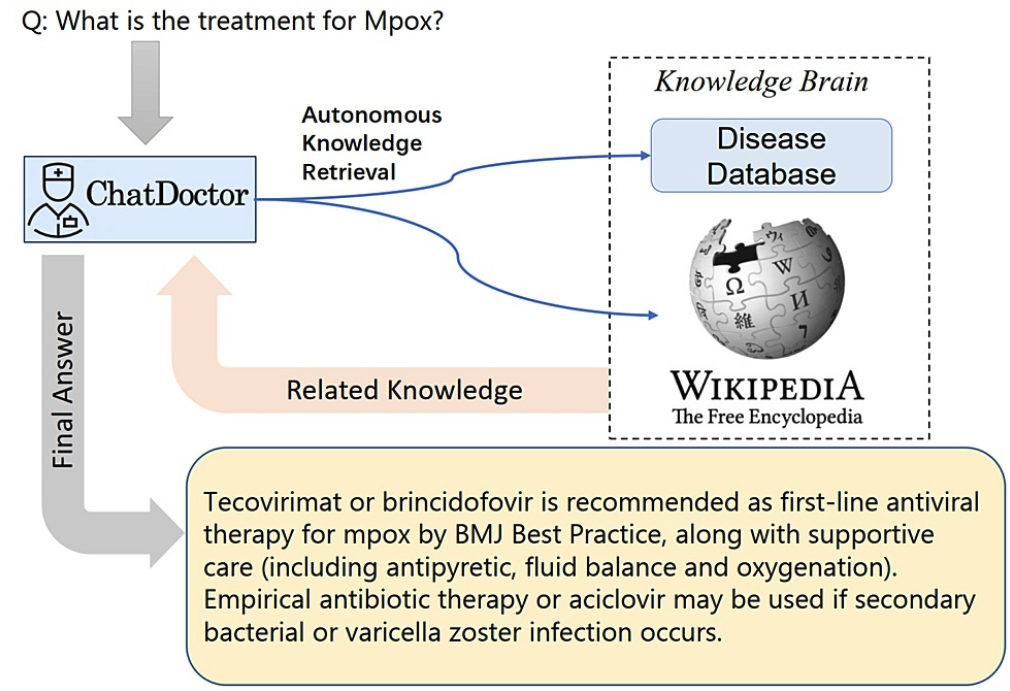 Q: What is the treatment for Mpox?
Autonomous
Knowledge
Retrieval
Knowledge Brain
Disease
Database
ChatDoctor
Ω
W
И
維
ウィ
WIKIPEDIA
The Free Encyclopedia
Related Knowledge
Final Answer
Tecovirimat or brincidofovir is recommended as first-line antiviral
therapy for mpox by BMJ Best Practice, along with supportive
care (including antipyretic, fluid balance and oxygenation).
Empirical antibiotic therapy or aciclovir may be used if secondary
bacterial or varicella zoster infection occurs.